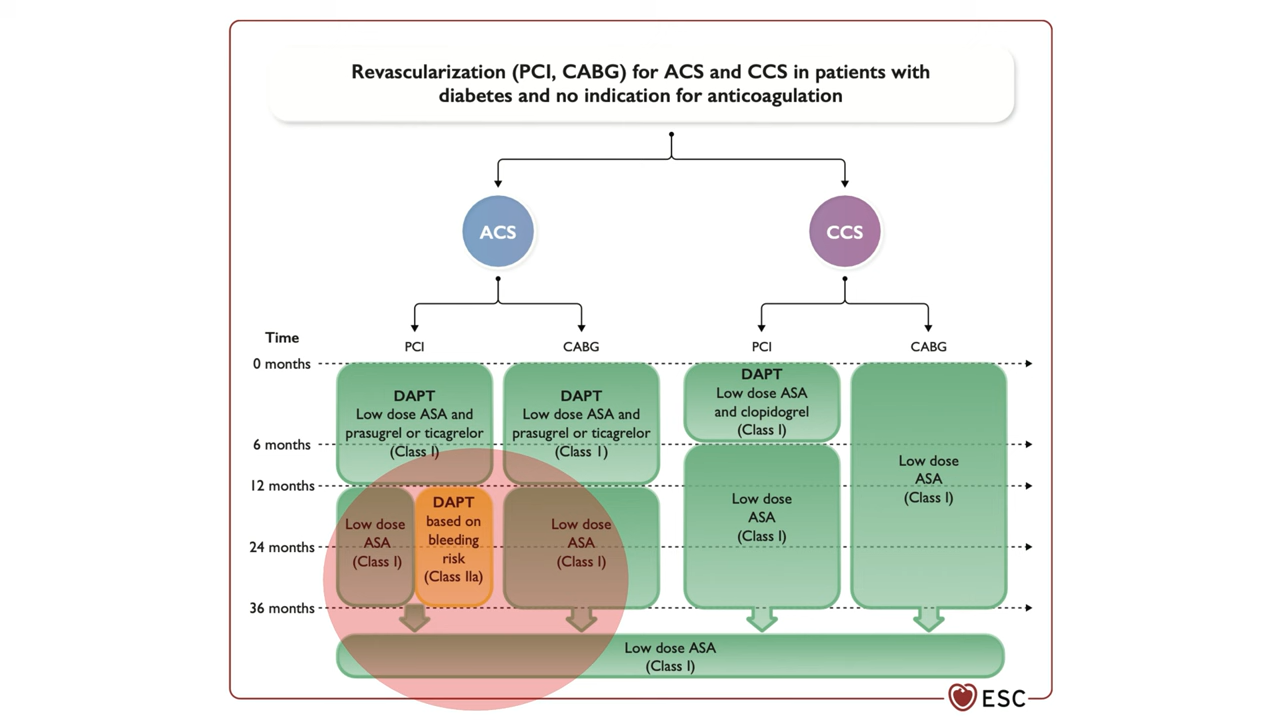 Revascularization (PCI, CABG) for ACS and CCS in patients with
diabetes and no indication for anticoagulation
ACS
CCS
Time
PCI
CABG
PCI
CABG
0 months
DAPT
Low dose ASA and
prasugrel or ticagrelor
(Class I)
DAPT
Low dose ASA and
prasugrel or ticagrelor
(Class 1)
DAPT
Low dose ASA
and clopidogrel
(Class I)
6 months
Low dose
ASA
(Class I)
12 months
Low dose
ASA
(Class I)
DAPT
based on
bleeding
risk
(Class IIa)
Low dose
ASA
(Class I)
Low dose
ASA
(Class I)
24 months
36 months
Low dose ASA
(Class I)
ESC